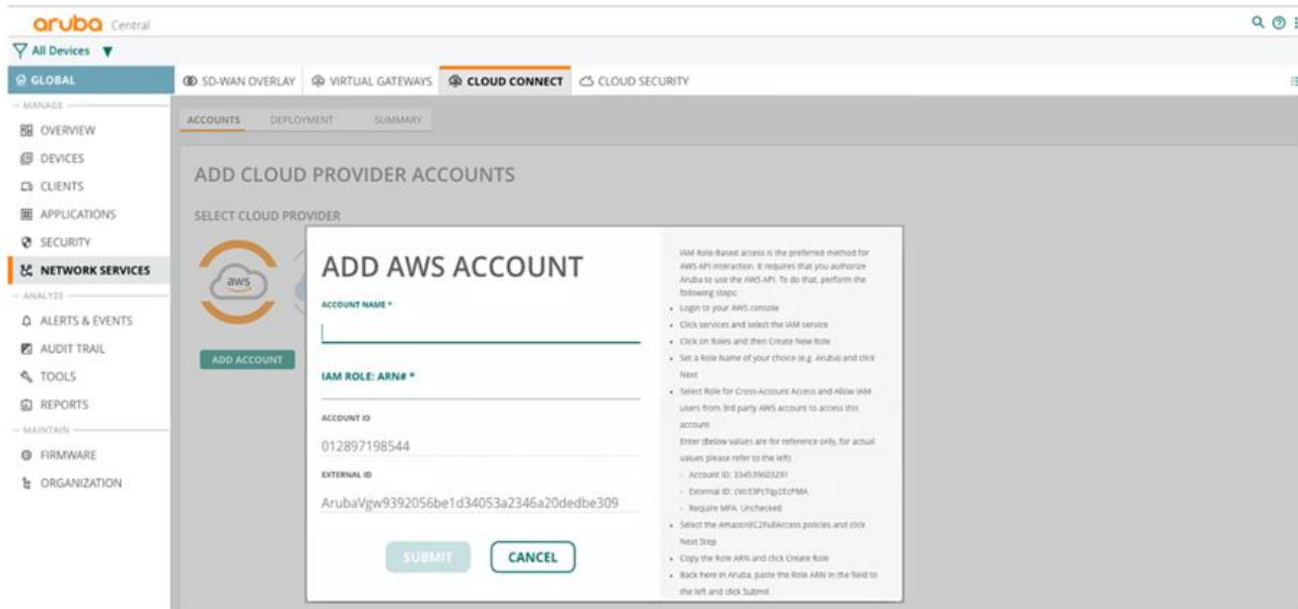 aruba Central
All Devices
GLOBAL
SD-WAN OVERLAY
VIRTUAL GATEWAYS
CLOUD CONNECT
CLOUD SECURITY
MANAGE
OVERVIEW
DEVICES
CLIENTS
APPLICATIONS
SECURITY
NETWORK SERVICES
ANALYZE
ALERTS & EVENTS
AUDIT TRAIL
TOOLS
REPORTS
MAINTAIN
FIRMWARE
ORGANIZATION
ACCOUNTS
DEPLOYMENT
SUMMARY
ADD CLOUD PROVIDER ACCOUNTS
SELECT CLOUD PROVIDER
aws
ADD ACCOUNT
ADD AWS ACCOUNT
ACCOUNT NAME *
IAM ROLE: ARN# *
ACCOUNT ID
012897198544
EXTERNAL ID
ArubaVgw9392056be1d34053a2346a20dedbe309
SUBMIT
CANCEL
IAM Role-Based access is the preferred method for
AWS API interaction. It requires that you authorize
Aruba to use the AWS API. To do that, perform the
following steps:
• Login to your AWS console
• Click services and select the IAM service
• Click on Roles and then Create New Role
• Set a Role Name of your choice (e.g. Aruba) and click
Next
• Select Role for Cross-Account Access and Allow IAM
users from 3rd party AWS account to access this
account
Enter (Below values are for reference only, for actual
values please refer to the left)
- Account ID: 334539603291
- External ID:
- Require MFA: Unchecked
• Select the AmazonEC2FullAccess policies and click
Next Step
• Copy the Role ARN and click Create Role
• Back here in Aruba, paste the Role ARN in the field to
the left and click Submit